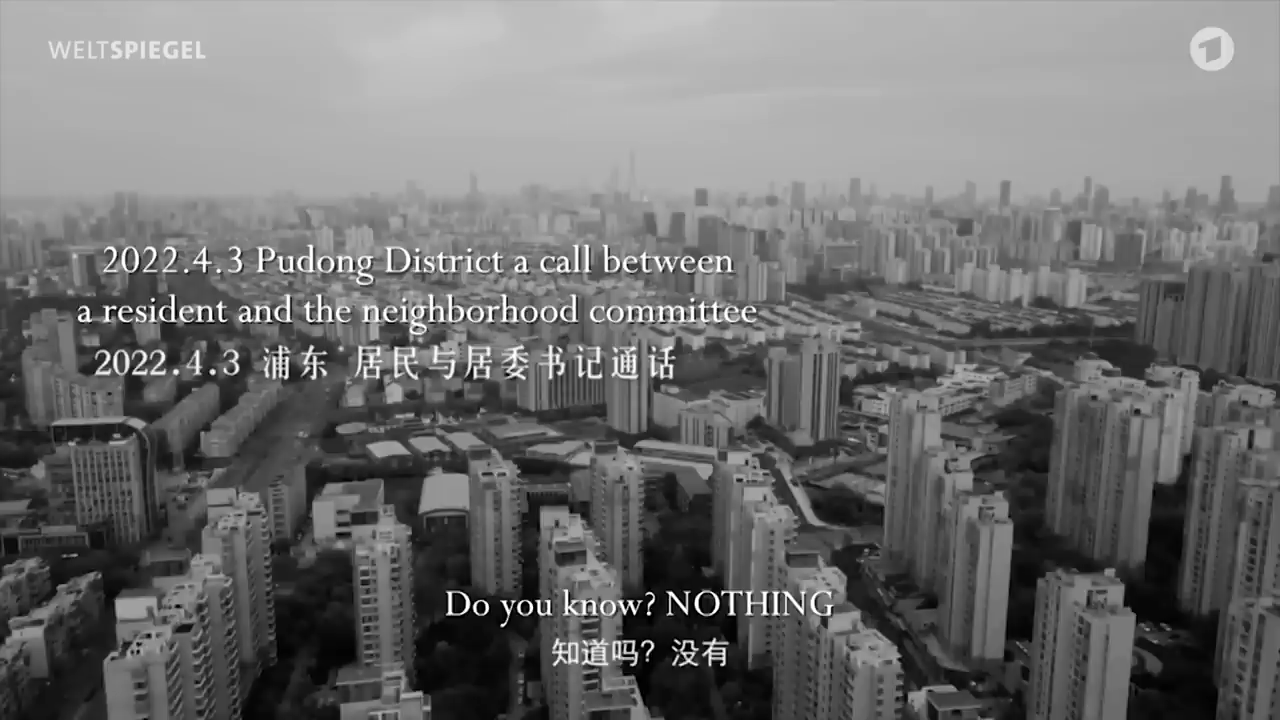 WELTSPIEGEL
1
2022.4.3 Pudong District a call between
a resident and the neighborhood committee
2022.4.3 浦东 居民与居委书记通话
Do you know? NOTHING
知道吗？没有